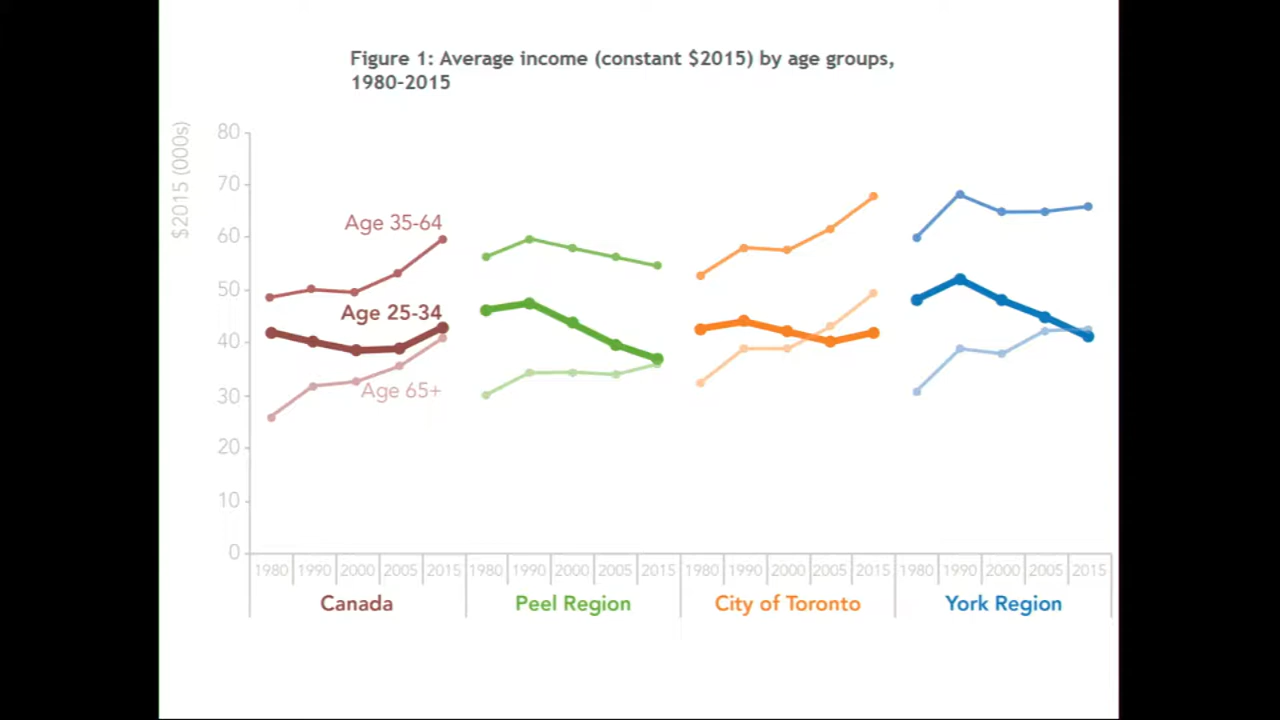 Figure 1: Average income (constant $2015) by age groups,
1980-2015
$2015 (000s)
80
70
60
50
40
30
20
10
0
Age 35-64
Age 25-34
Age 65+
1980 1990 2000 2005 2015 1980 1990 2000 2005 2015 1980 1990 2000 2005 2015 1980 1990 2000 2005 2015
Canada Peel Region City of Toronto York Region